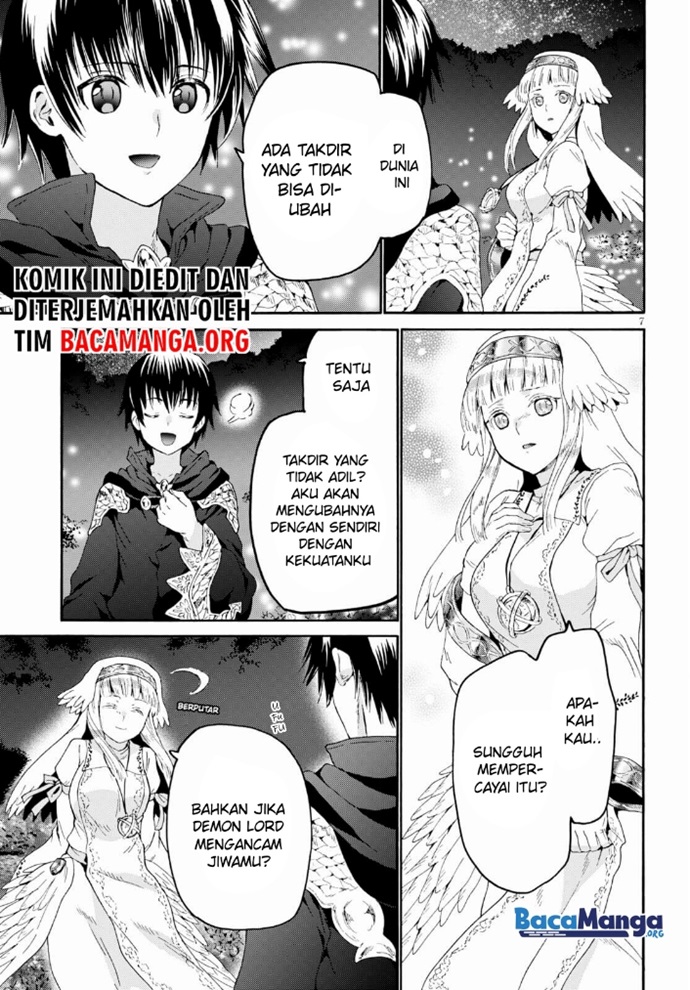 DI
DUNIA
INI
ADA TAKDIR
YANG TIDAK
BISA DI-
UBAH
KOMIK INI DIEDIT DAN
DITERJEMAHKAN OLEH
TIM BACAMANGA.ORG
7
APA-
KAH
KAU..
SUNGGUH
MEMPER-
CAYAI ITU?
TENTU
SAJA
TAKDIR YANG
TIDAK ADIL?
AKU AKAN
MENGUBAHNYA
DENGAN SENDIRI
DENGAN
KEKUATANKU
U
FU
FU
BERPUTAR
BAHKAN JIKA
DEMON LORD
MENGANCAM
JIWAMU?
BacaManga
.ORG